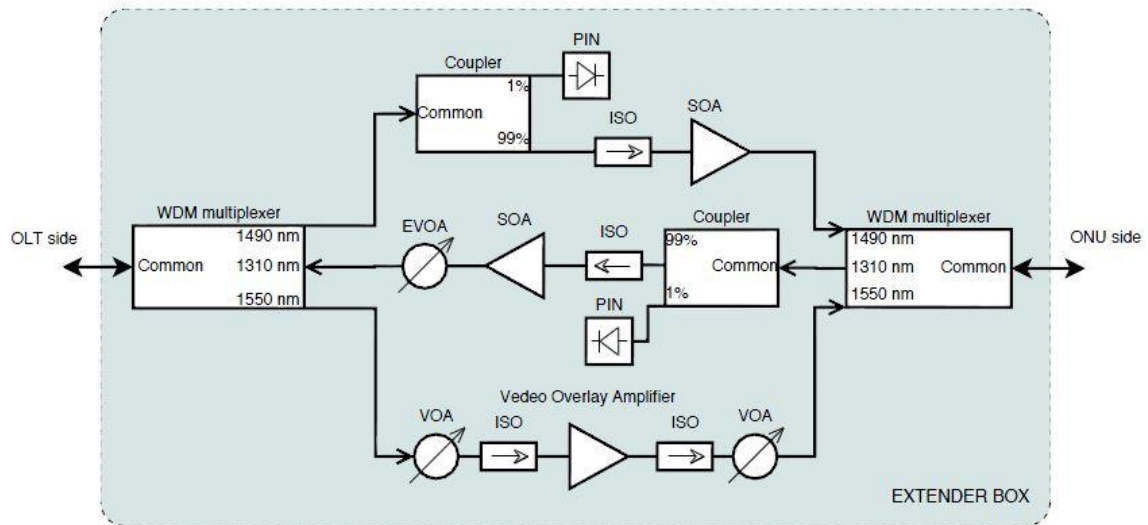 PIN
Coupler
1%
Common
99%
ISO
SOA
WDM multiplexer
OLT side
1490 nm
Common
1310 nm
1550 nm
EVOA
SOA
ISO
Coupler
99%
Common
1%
PIN
WDM multiplexer
1490 nm
1310 nm
Common
1550 nm
ONU side
Vedeo Overlay Amplifier
VOA
ISO
ISO
VOA
EXTENDER BOX